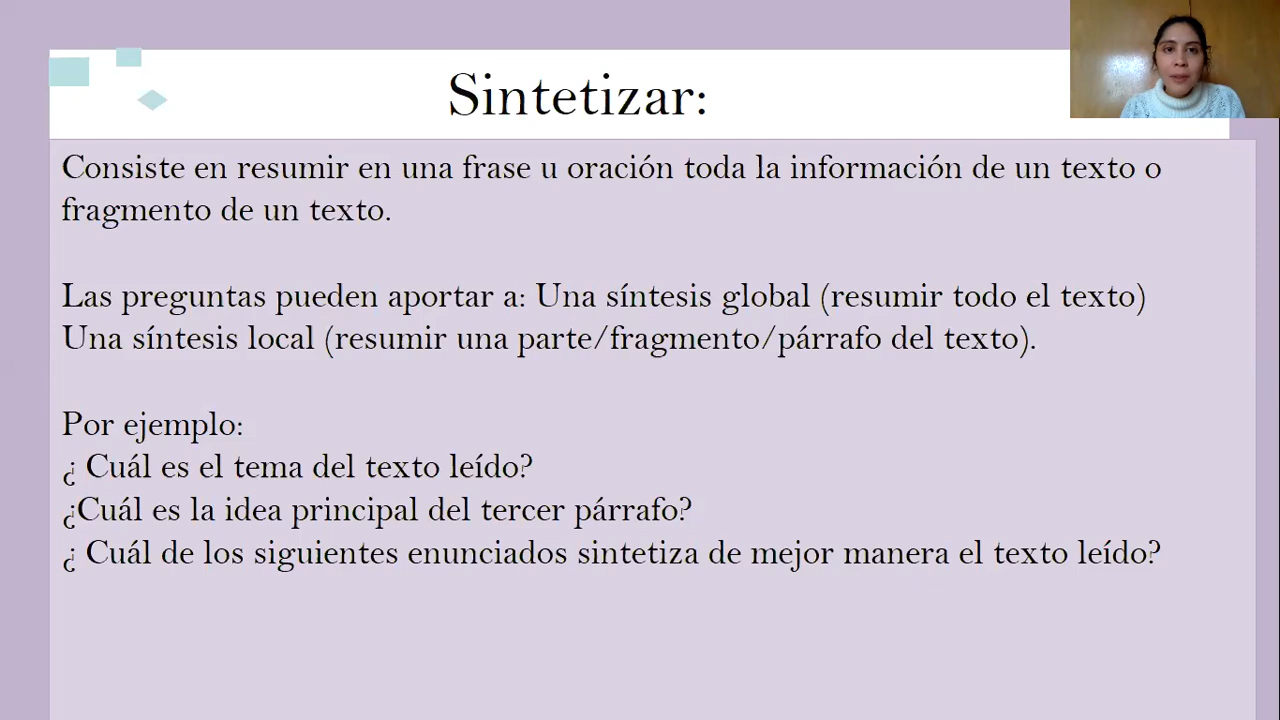 Sintetizar:
Consiste en resumir en una frase u oración toda la información de un texto o
fragmento de un texto.
Las preguntas pueden aportar a: Una síntesis global (resumir todo el texto)
Una síntesis local (resumir una parte/fragmento/párrafo del texto).
Por ejemplo:
¿ Cuál es el tema del texto leído?
¿Cuál es la idea principal del tercer párrafo?
¿ Cuál de los siguientes enunciados sintetiza de mejor manera el texto leído?